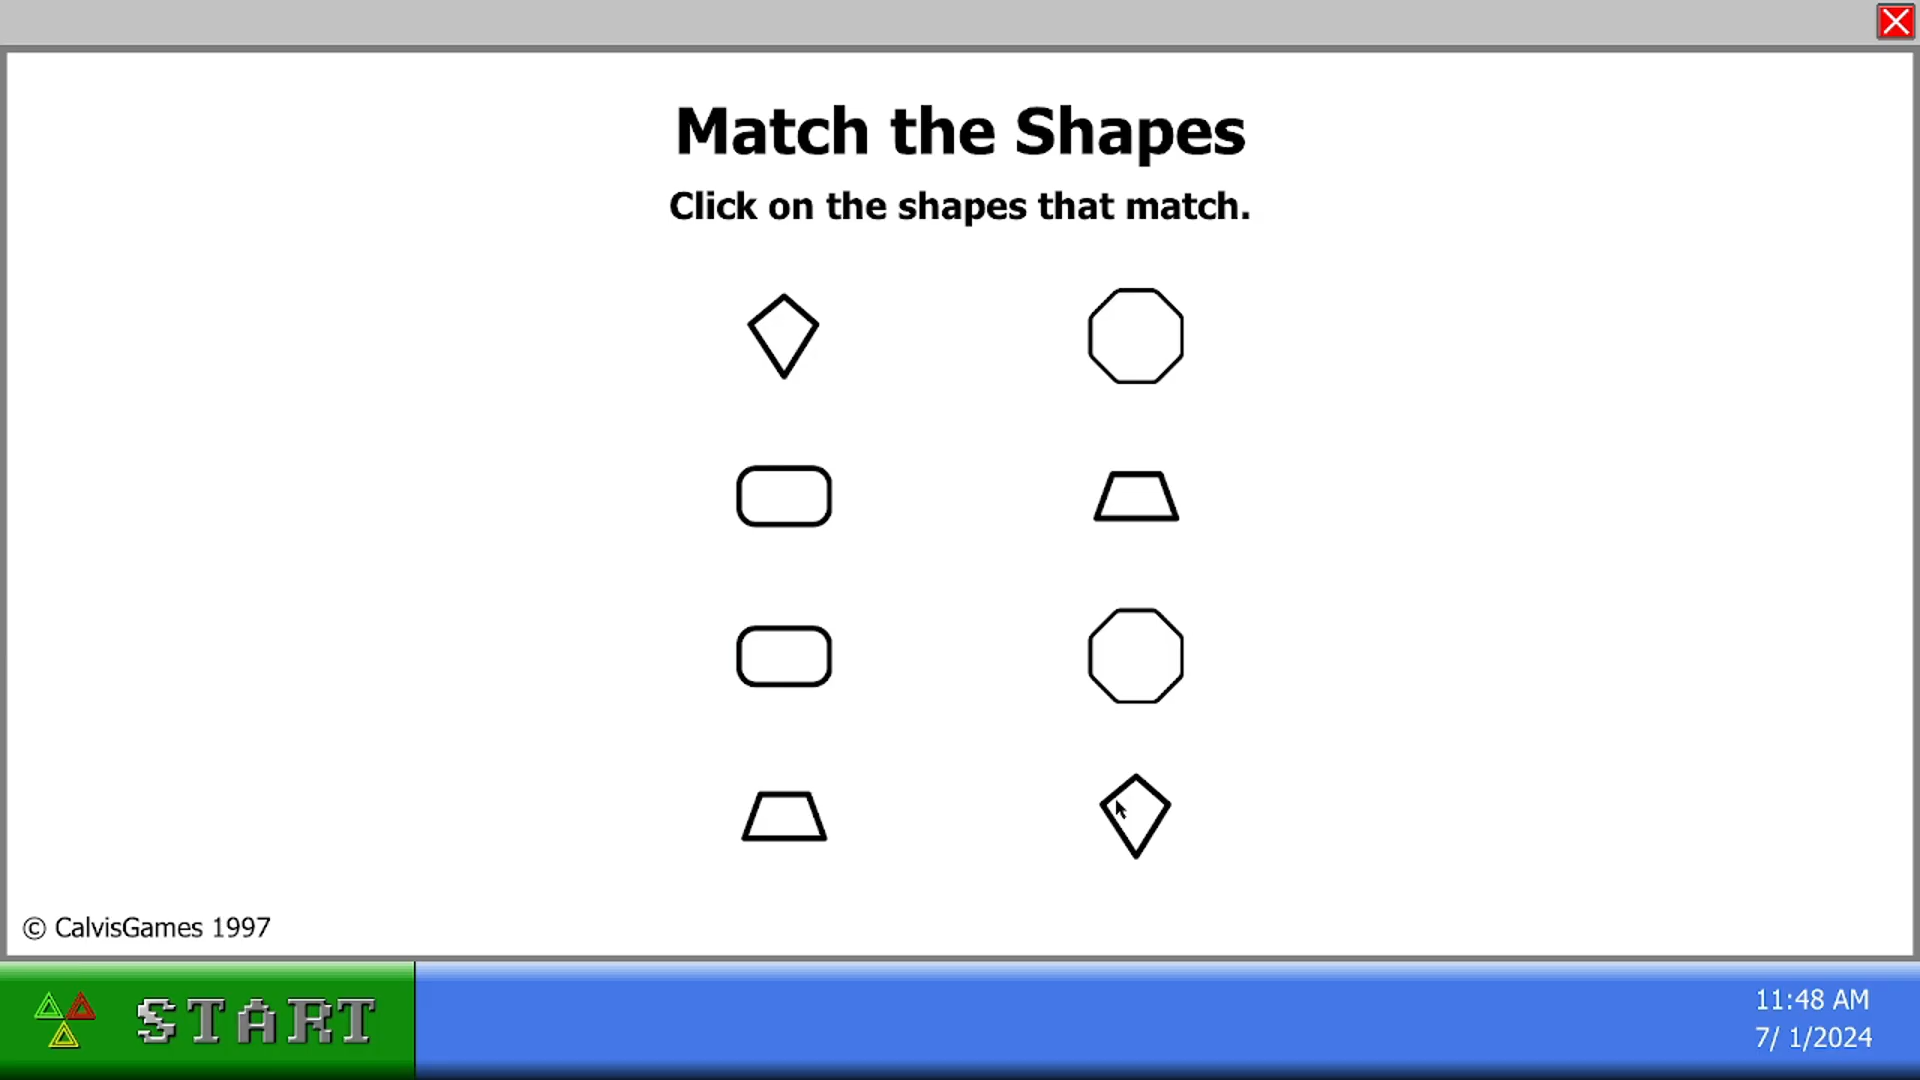 Match the Shapes
Click on the shapes that match.
© CalvisGames 1997
START
11:48 AM
7/ 1/2024